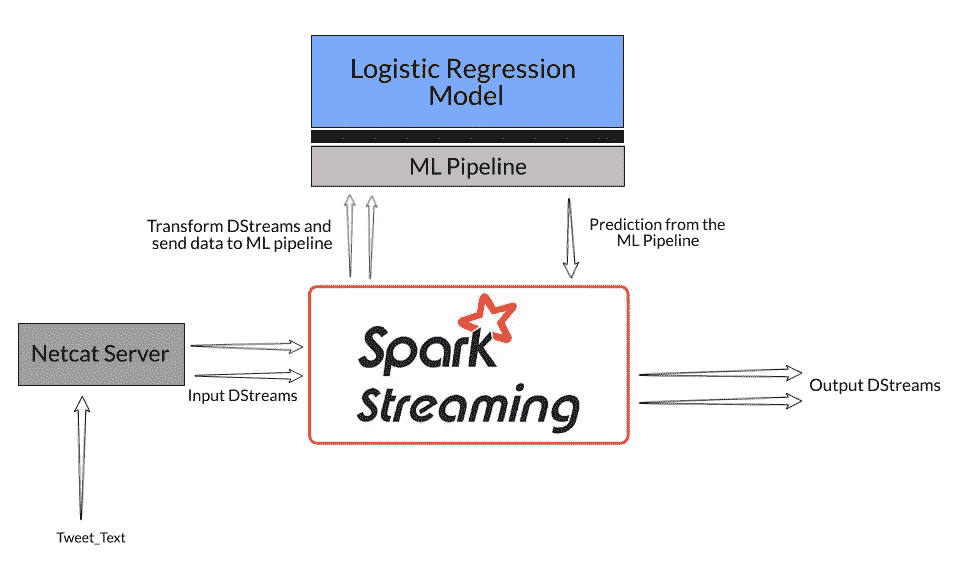 Logistic Regression
Model
ML Pipeline
Transform DStreams and
send data to ML pipeline
Prediction from the
ML Pipeline
Spark
Streaming
Netcat Server
Input DStreams
Output DStreams
Tweet_Text